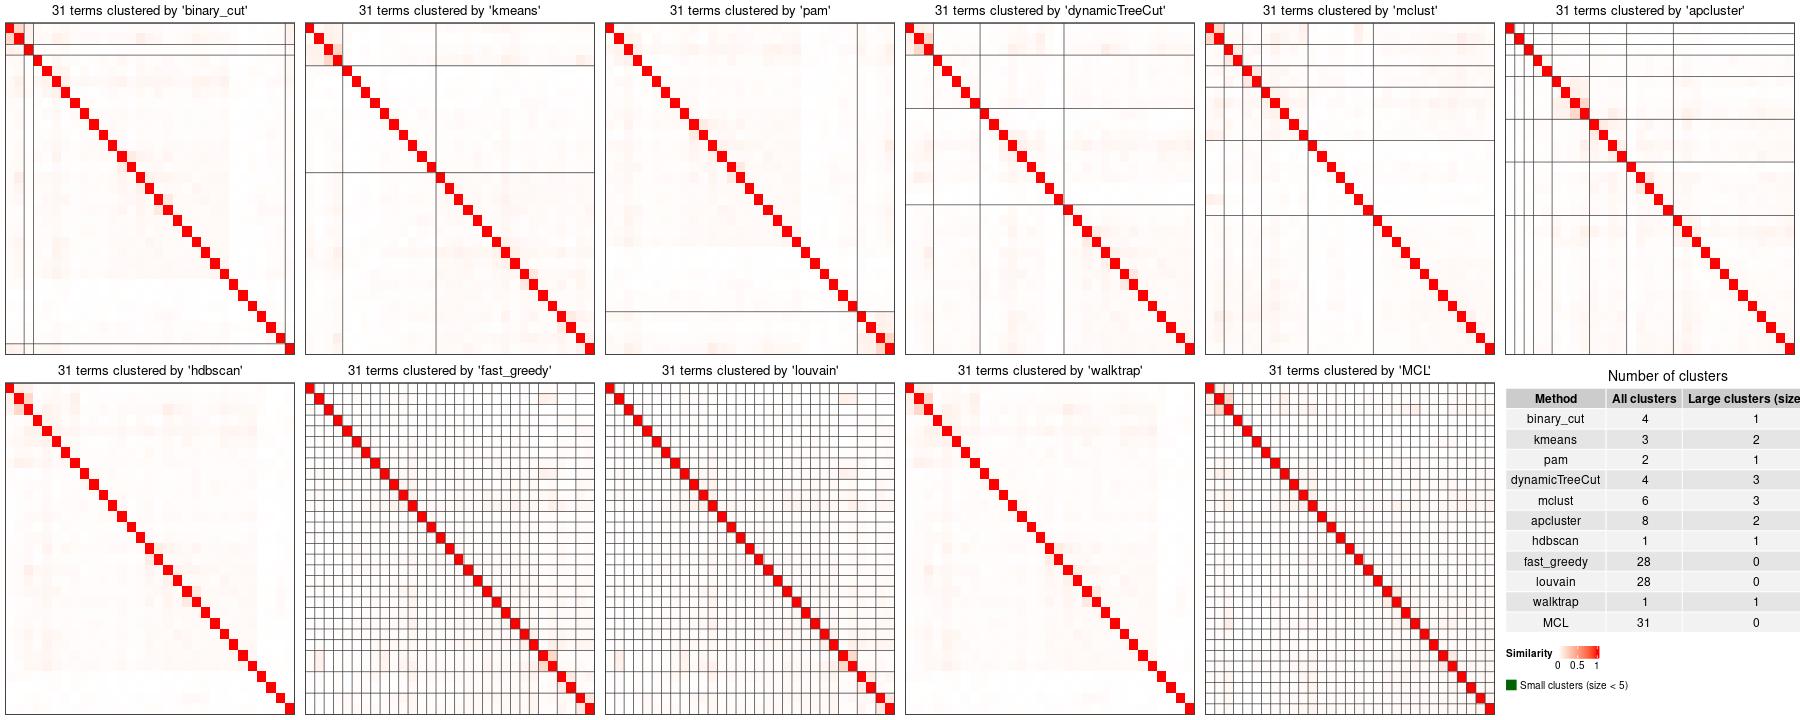 31 terms clustered by 'binary_cut'
31 terms clustered by 'kmeans'
31 terms clustered by 'pam'
31 terms clustered by 'dynamicTreeCut'
31 terms clustered by 'mclust'
31 terms clustered by 'apcluster'
31 terms clustered by 'hdbscan'
31 terms clustered by 'fast_greedy'
31 terms clustered by 'louvain'
31 terms clustered by 'walktrap'
31 terms clustered by 'MCL'
Number of clusters
Method All clusters Large clusters (size
binary_cut 4 1
kmeans 3 2
pam 2 1
dynamicTreeCut 4 3
mclust 6 3
apcluster 8 2
hdbscan 1 1
fast_greedy 28 0
louvain 28 0
walktrap 1 1
MCL 31 0
Similarity
0 0.5 1
Small clusters (size < 5)